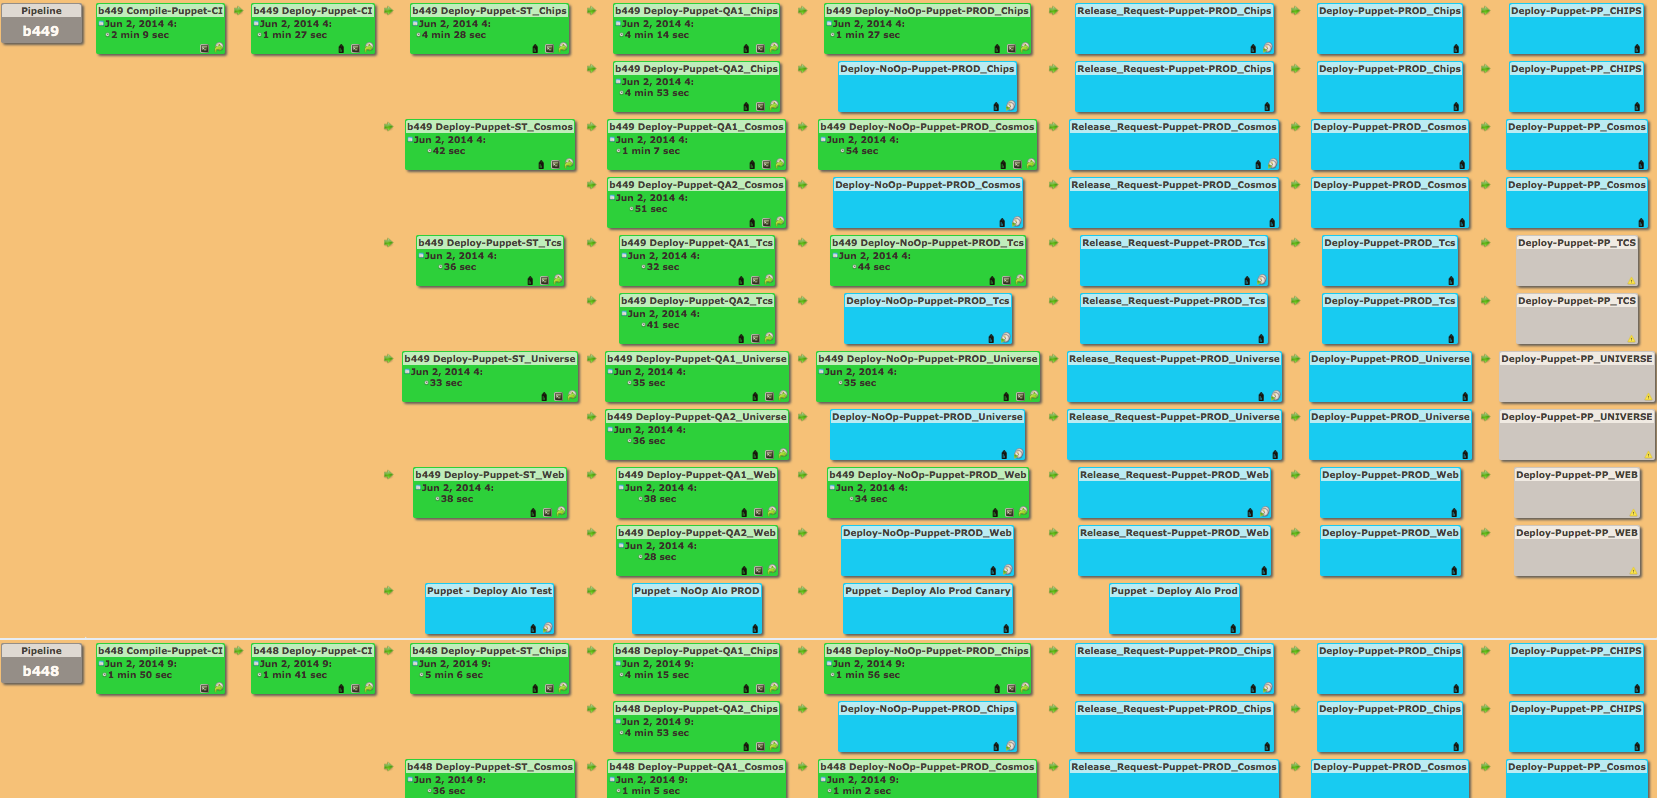 Pipeline
b449
b449 Compile-Puppet-CI
Jun 2, 2014 4:
2 min 9 sec
b449 Deploy-Puppet-CI
Jun 2, 2014 4:
1 min 27 sec
b449 Deploy-Puppet-ST_Chips
Jun 2, 2014 4:
4 min 28 sec
b449 Deploy-Puppet-QA1_Chips
Jun 2, 2014 4:
4 min 14 sec
b449 Deploy-NoOp-Puppet-PROD_Chips
Jun 2, 2014 4:
1 min 27 sec
Release_Request-Puppet-PROD_Chips
Deploy-Puppet-PROD_Chips
Deploy-Puppet-PP_CHIPS
b449 Deploy-Puppet-QA2_Chips
Jun 2, 2014 4:
4 min 53 sec
Deploy-NoOp-Puppet-PROD_Chips
Release_Request-Puppet-PROD_Chips
Deploy-Puppet-PROD_Chips
Deploy-Puppet-PP_CHIPS
b449 Deploy-Puppet-ST_Cosmos
Jun 2, 2014 4:
42 sec
b449 Deploy-Puppet-QA1_Cosmos
Jun 2, 2014 4:
1 min 7 sec
b449 Deploy-NoOp-Puppet-PROD_Cosmos
Jun 2, 2014 4:
54 sec
Release_Request-Puppet-PROD_Cosmos
Deploy-Puppet-PROD_Cosmos
Deploy-Puppet-PP_Cosmos
b449 Deploy-Puppet-QA2_Cosmos
Jun 2, 2014 4:
51 sec
Deploy-NoOp-Puppet-PROD_Cosmos
Release_Request-Puppet-PROD_Cosmos
Deploy-Puppet-PROD_Cosmos
Deploy-Puppet-PP_Cosmos
b449 Deploy-Puppet-ST_Tcs
Jun 2, 2014 4:
36 sec
b449 Deploy-Puppet-QA1_Tcs
Jun 2, 2014 4:
32 sec
b449 Deploy-NoOp-Puppet-PROD_Tcs
Jun 2, 2014 4:
44 sec
Release_Request-Puppet-PROD_Tcs
Deploy-Puppet-PROD_Tcs
Deploy-Puppet-PP_TCS
b449 Deploy-Puppet-QA2_Tcs
Jun 2, 2014 4:
41 sec
Deploy-NoOp-Puppet-PROD_Tcs
Release_Request-Puppet-PROD_Tcs
Deploy-Puppet-PROD_Tcs
Deploy-Puppet-PP_TCS
b449 Deploy-Puppet-ST_Universe
Jun 2, 2014 4:
33 sec
b449 Deploy-Puppet-QA1_Universe
Jun 2, 2014 4:
35 sec
b449 Deploy-NoOp-Puppet-PROD_Universe
Jun 2, 2014 4:
35 sec
Release_Request-Puppet-PROD_Universe
Deploy-Puppet-PROD_Universe
Deploy-Puppet-PP_UNIVERSE
b449 Deploy-Puppet-QA2_Universe
Jun 2, 2014 4:
36 sec
Deploy-NoOp-Puppet-PROD_Universe
Release_Request-Puppet-PROD_Universe
Deploy-Puppet-PROD_Universe
Deploy-Puppet-PP_UNIVERSE
b449 Deploy-Puppet-ST_Web
Jun 2, 2014 4:
38 sec
b449 Deploy-Puppet-QA1_Web
Jun 2, 2014 4:
38 sec
b449 Deploy-NoOp-Puppet-PROD_Web
Jun 2, 2014 4:
34 sec
Release_Request-Puppet-PROD_Web
Deploy-Puppet-PROD_Web
Deploy-Puppet-PP_WEB
b449 Deploy-Puppet-QA2_Web
Jun 2, 2014 4:
28 sec
Deploy-NoOp-Puppet-PROD_Web
Release_Request-Puppet-PROD_Web
Deploy-Puppet-PROD_Web
Deploy-Puppet-PP_WEB
Puppet - Deploy Alo Test
Puppet - NoOp Alo PROD
Puppet - Deploy Alo Prod Canary
Puppet - Deploy Alo Prod
Pipeline
b448
b448 Compile-Puppet-CI
Jun 2, 2014 9:
1 min 50 sec
b448 Deploy-Puppet-CI
Jun 2, 2014 9:
1 min 41 sec
b448 Deploy-Puppet-ST_Chips
Jun 2, 2014 9:
5 min 6 sec
b448 Deploy-Puppet-QA1_Chips
Jun 2, 2014 9:
4 min 15 sec
b448 Deploy-NoOp-Puppet-PROD_Chips
Jun 2, 2014 9:
1 min 56 sec
Release_Request-Puppet-PROD_Chips
Deploy-Puppet-PROD_Chips
Deploy-Puppet-PP_CHIPS
b448 Deploy-Puppet-QA2_Chips
Jun 2, 2014 9:
4 min 53 sec
Deploy-NoOp-Puppet-PROD_Chips
Release_Request-Puppet-PROD_Chips
Deploy-Puppet-PROD_Chips
Deploy-Puppet-PP_CHIPS
b448 Deploy-Puppet-ST_Cosmos
Jun 2, 2014 9:
36 sec
b448 Deploy-Puppet-QA1_Cosmos
Jun 2, 2014 9:
1 min 5 sec
b448 Deploy-NoOp-Puppet-PROD_Cosmos
Jun 2, 2014 9:
1 min 2 sec
Release_Request-Puppet-PROD_Cosmos
Deploy-Puppet-PROD_Cosmos
Deploy-Puppet-PP_Cosmos